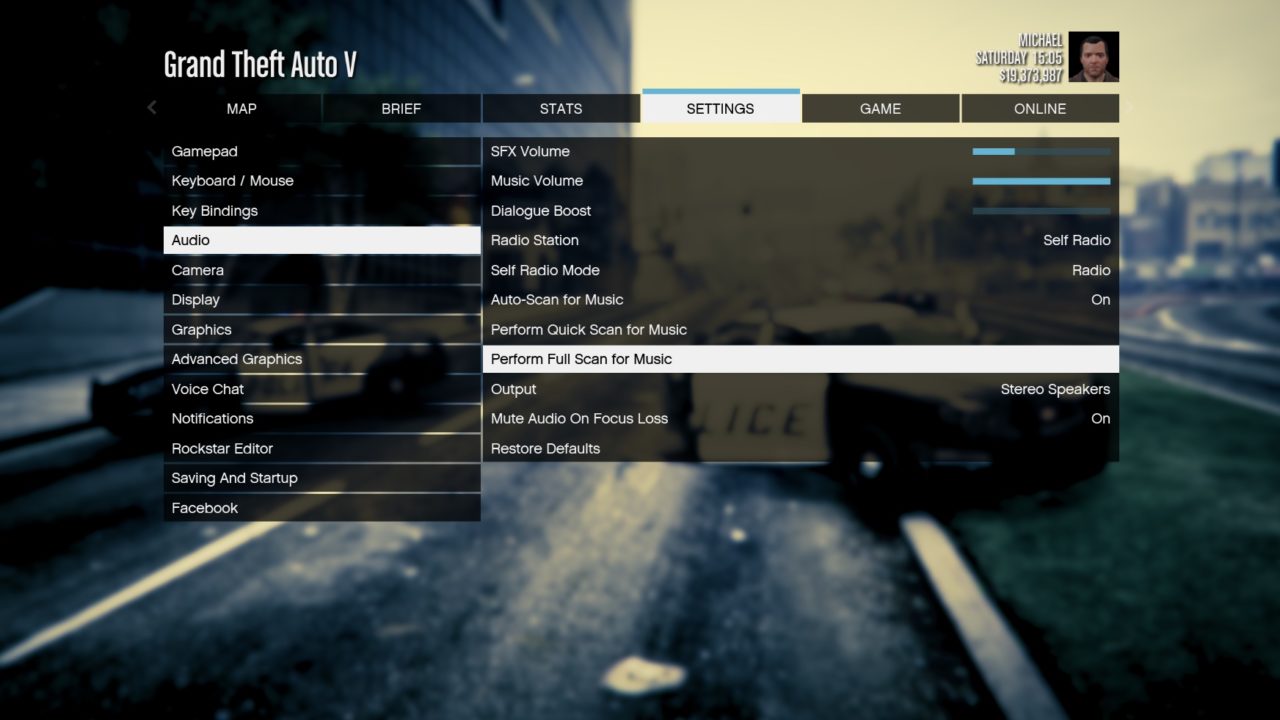 Grand Theft Auto V
MICHAEL
SATURDAY 15:05
$19,373,987
MAP BRIEF STATS SETTINGS GAME ONLINE
Gamepad
Keyboard / Mouse
Key Bindings
Audio
Camera
Display
Graphics
Advanced Graphics
Voice Chat
Notifications
Rockstar Editor
Saving And Startup
Facebook
SFX Volume
Music Volume
Dialogue Boost
Radio Station Self Radio
Self Radio Mode Radio
Auto-Scan for Music On
Perform Quick Scan for Music
Perform Full Scan for Music
Output Stereo Speakers
Mute Audio On Focus Loss On
Restore Defaults
LICE